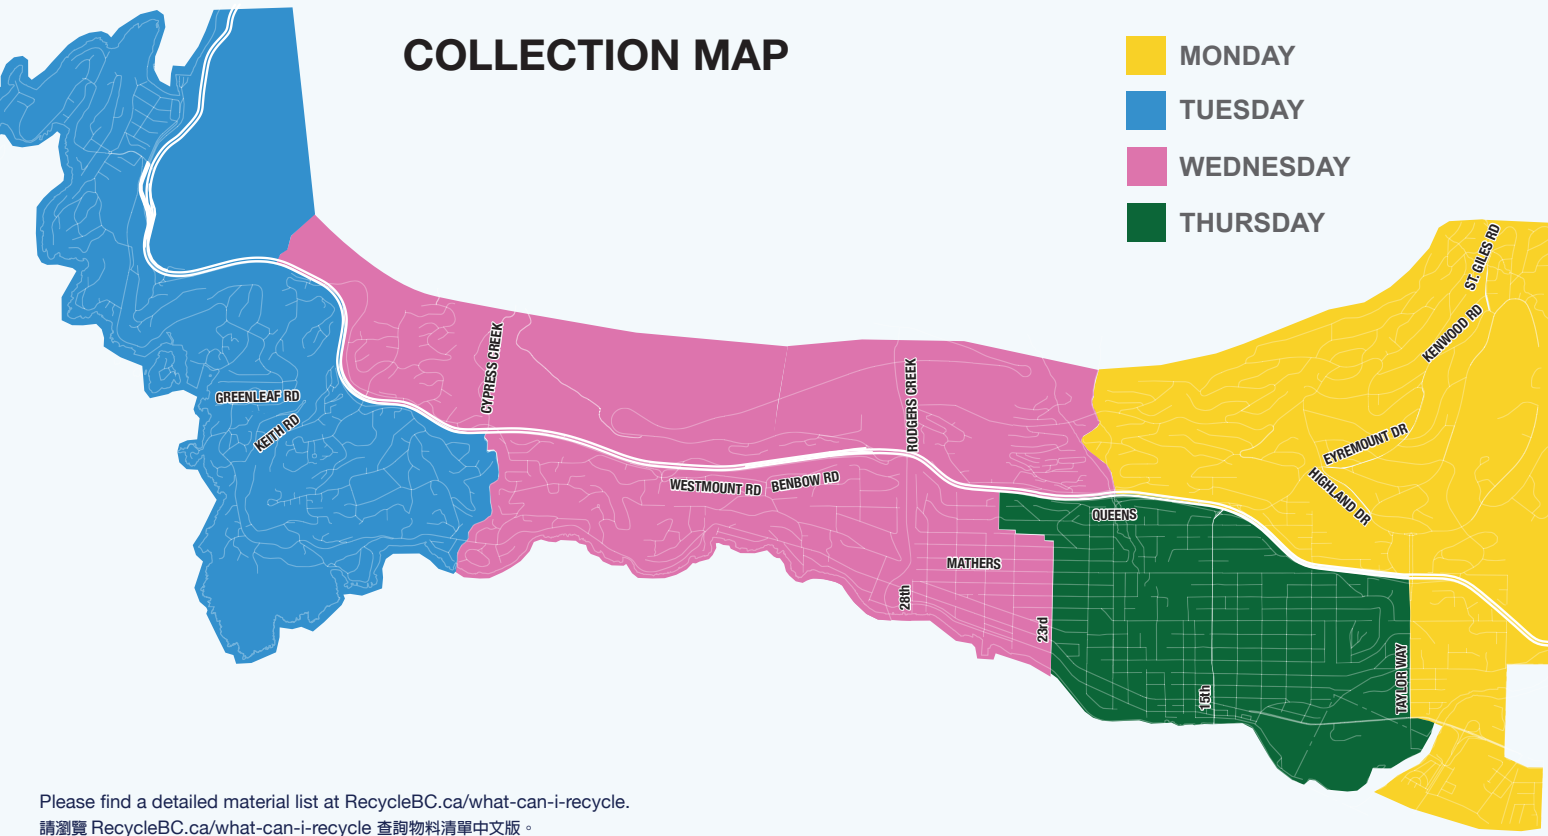 COLLECTION MAP
MONDAY
TUESDAY
WEDNESDAY
THURSDAY
ST. GILES RD
KENWOOD RD
CYPRESS CREEK
RODGERS CREEK
GREENLEAF RD
KEITH RD
EYREMOUNT DR
HIGHLAND DR
WESTMOUNT RD
BENBOW RD
QUEENS
MATHERS
28th
23rd
15th
TAYLOR WAY
Please find a detailed material list at RecycleBC.ca/what-can-i-recycle.
請瀏覽 RecycleBC.ca/what-can-i-recycle 查詢物料清單中文版。